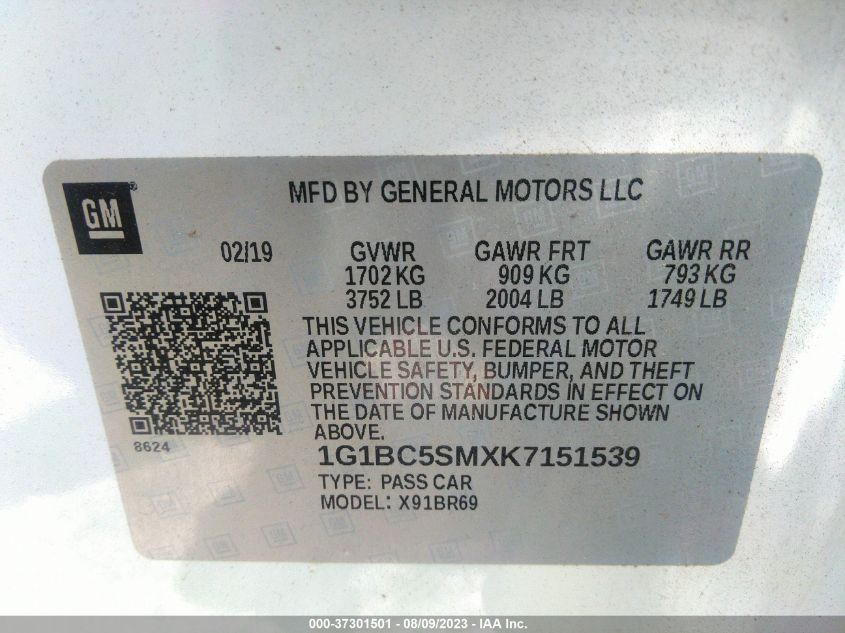 GM
MFD BY GENERAL MOTORS LLC
02/19 GVWR GAWR FRT GAWR RR
1702 KG 909 KG 793 KG
3752 LB 2004 LB 1749 LB
THIS VEHICLE CONFORMS TO ALL
APPLICABLE U.S. FEDERAL MOTOR
VEHICLE SAFETY, BUMPER, AND THEFT
PREVENTION STANDARDS IN EFFECT ON
THE DATE OF MANUFACTURE SHOWN
ABOVE.
8624
1G1BC5SMXK7151539
TYPE: PASS CAR
MODEL: X91BR69
000-37301501 - 08/09/2023 - IAA Inc.